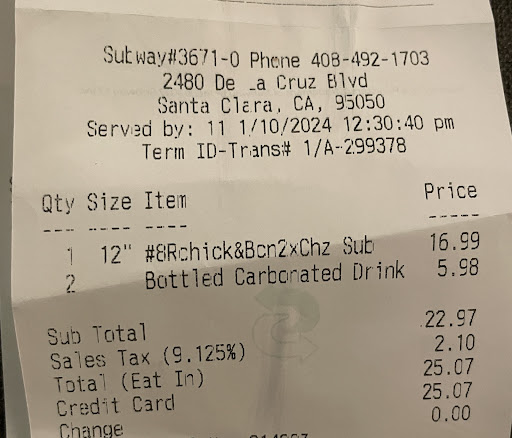 Subway#3671-0 Phone 408-492-1703
2480 De La Cruz Blvd
Santa Clara, CA, 95050
Served by: 11 1/10/2024 12:30:40 pm
Term ID-Trans# 1/A-299378
Qty Size Item Price
--- ---- ---- -----
1 12" #8Rchick&Bcn2xChz Sub 16.99
2 Bottled Carbonated Drink 5.98
Sub Total 22.97
Sales Tax (9.125%) 2.10
Total (Eat In) 25.07
Credit Card 25.07
Change 0.00